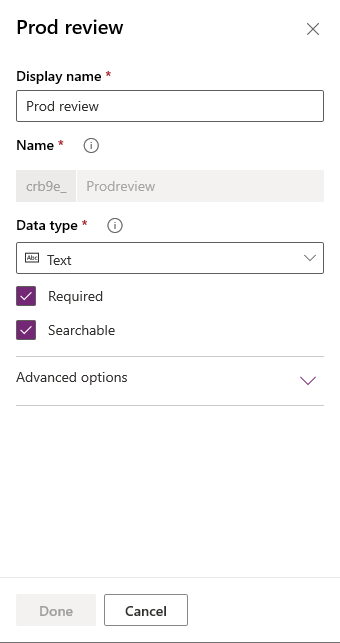 Prod review
Display name *
Prod review
Name *
crb9e_ Prodreview
Data type *
Abc Text
Required
Searchable
Advanced options
Done Cancel